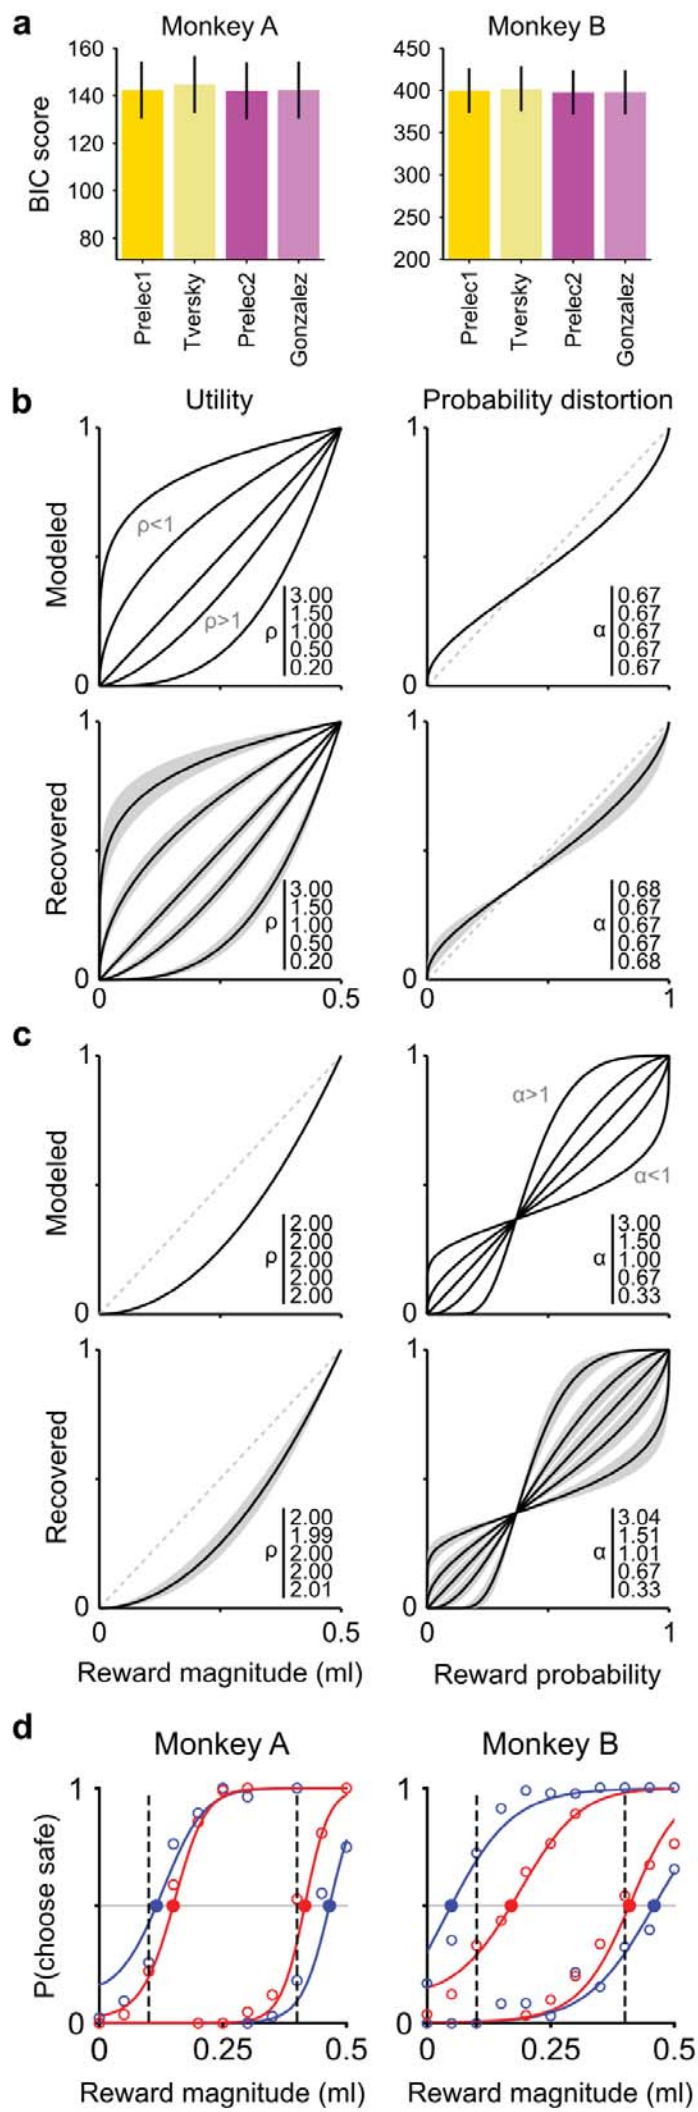 a
Monkey A
Monkey B
BIC score
160
140
120
100
80
450
400
350
300
250
200
Prelec1
Tversky
Prelec2
Gonzalez
Prelec1
Tversky
Prelec2
Gonzalez
b
Utility
Probability distortion
Modeled
1
0
ρ<1
ρ>1
ρ
3.00
1.50
1.00
0.50
0.20
0.5
1
0
α
0.67
0.67
0.67
0.67
0.67
1
Recovered
1
0
ρ
3.00
1.50
1.00
0.50
0.20
0
0.5
1
0
α
0.68
0.67
0.67
0.67
0.68
0
1
c
Modeled
1
0
ρ
2.00
2.00
2.00
2.00
2.00
1
0
α>1
α<1
α
3.00
1.50
1.00
0.67
0.33
Recovered
1
0
ρ
2.00
1.99
2.00
2.00
2.01
0
0.5
Reward magnitude (ml)
1
0
α
3.04
1.51
1.01
0.67
0.33
0
1
Reward probability
d
Monkey A
Monkey B
P(choose safe)
1
0
0
0.25
0.5
Reward magnitude (ml)
1
0
0
0.25
0.5
Reward magnitude (ml)